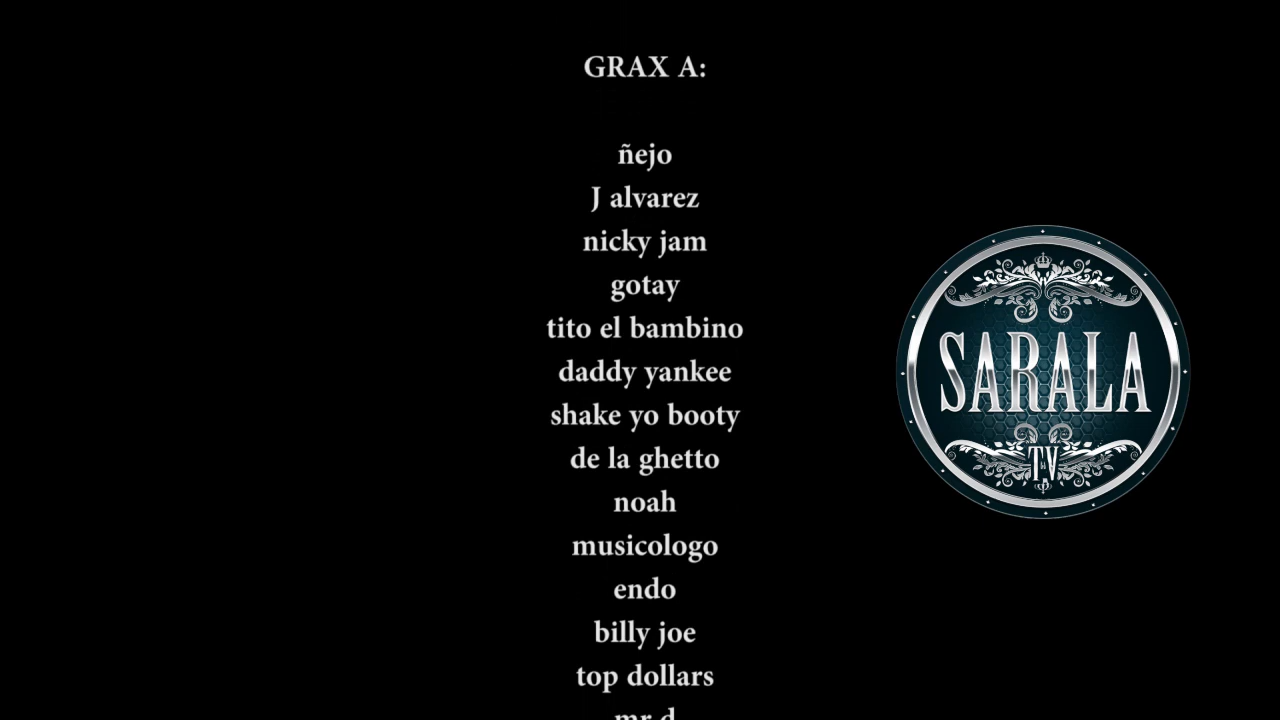 GRAX A:
ñejo
J alvarez
nicky jam
gotay
tito el bambino
daddy yankee
shake yo booty
de la ghetto
noah
musicologo
endo
billy joe
top dollars
mr d
SARALA
TV